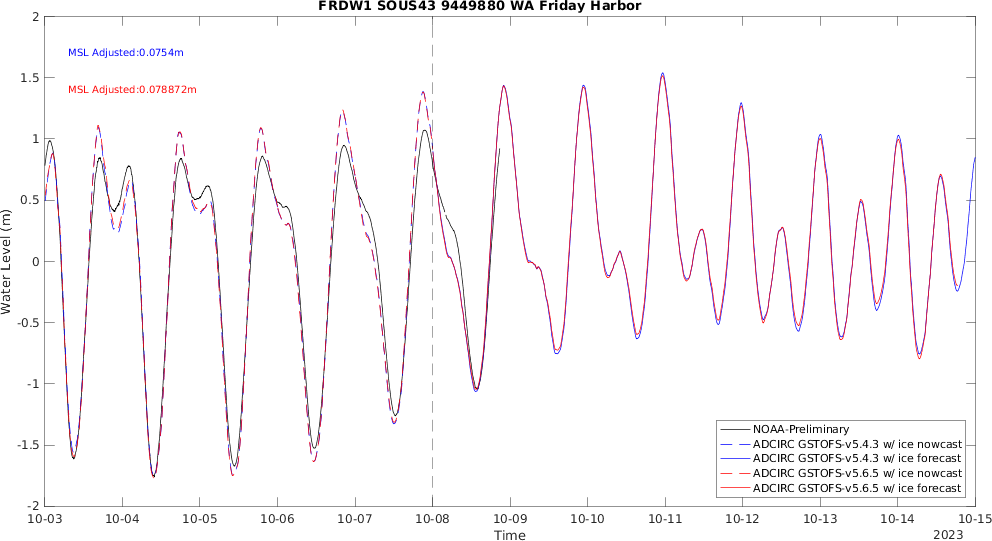 FRDW1 SOUS43 9449880 WA Friday Harbor
MSL Adjusted:0.0754m
MSL Adjusted:0.078872m
Water Level (m)
2
1.5
1
0.5
0
-0.5
-1
-1.5
-2
NOAA-Preliminary
ADCIRC GSTOFS-v5.4.3 w/ ice nowcast
ADCIRC GSTOFS-v5.4.3 w/ ice forecast
ADCIRC GSTOFS-v5.6.5 w/ ice nowcast
ADCIRC GSTOFS-v5.6.5 w/ ice forecast
10-03 10-04 10-05 10-06 10-07 10-08 10-09 10-10 10-11 10-12 10-13 10-14 10-15
Time
2023